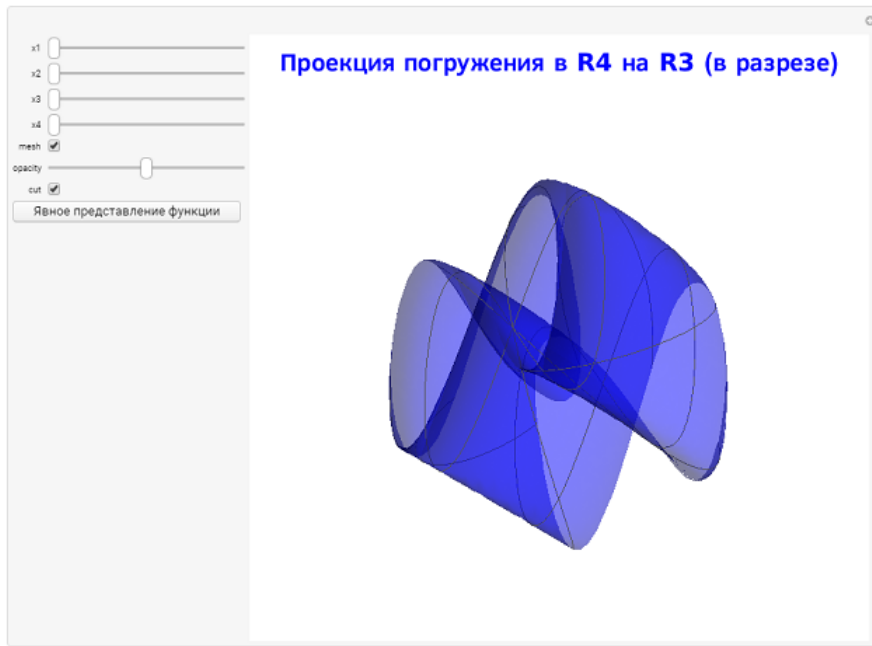 x1
x2
x3
x4
mesh
opacity
cut
Явное представление функции
Проекция погружения в R4 на R3 (в разрезе)